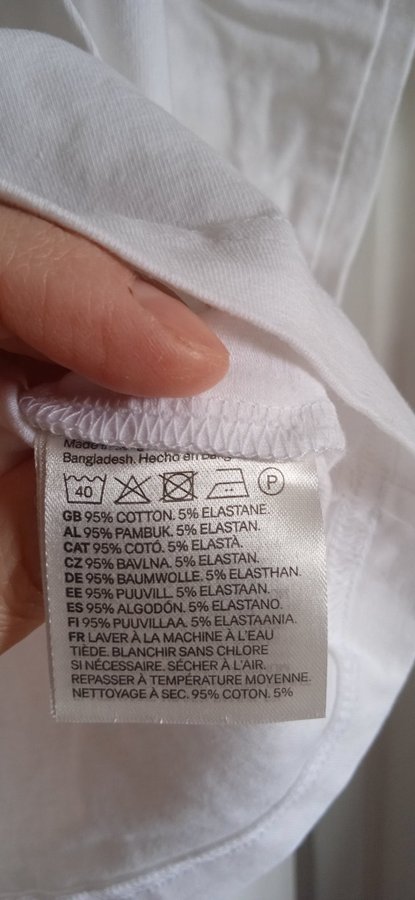 Made in
Bangladesh. Hecho en
40
P
GB 95% COTTON. 5% ELASTANE.
AL 95% PAMBUK. 5% ELASTAN.
CAT 95% COTÓ. 5% ELASTÀ.
CZ 95% BAVLNA. 5% ELASTAN.
DE 95% BAUMWOLLE. 5% ELASTHAN.
EE 95% PUUVILL. 5% ELASTAAN.
ES 95% ALGODÓN. 5% ELASTANO.
FI 95% PUUVILLAA. 5% ELASTAANIA.
FR LAVER À LA MACHINE À L'EAU
TIÈDE. BLANCHIR SANS CHLORE
SI NÉCESSAIRE. SÉCHER À L'AIR.
REPASSER À TEMPÉRATURE MOYENNE.
NETTOYAGE À SEC. 95% COTON. 5%